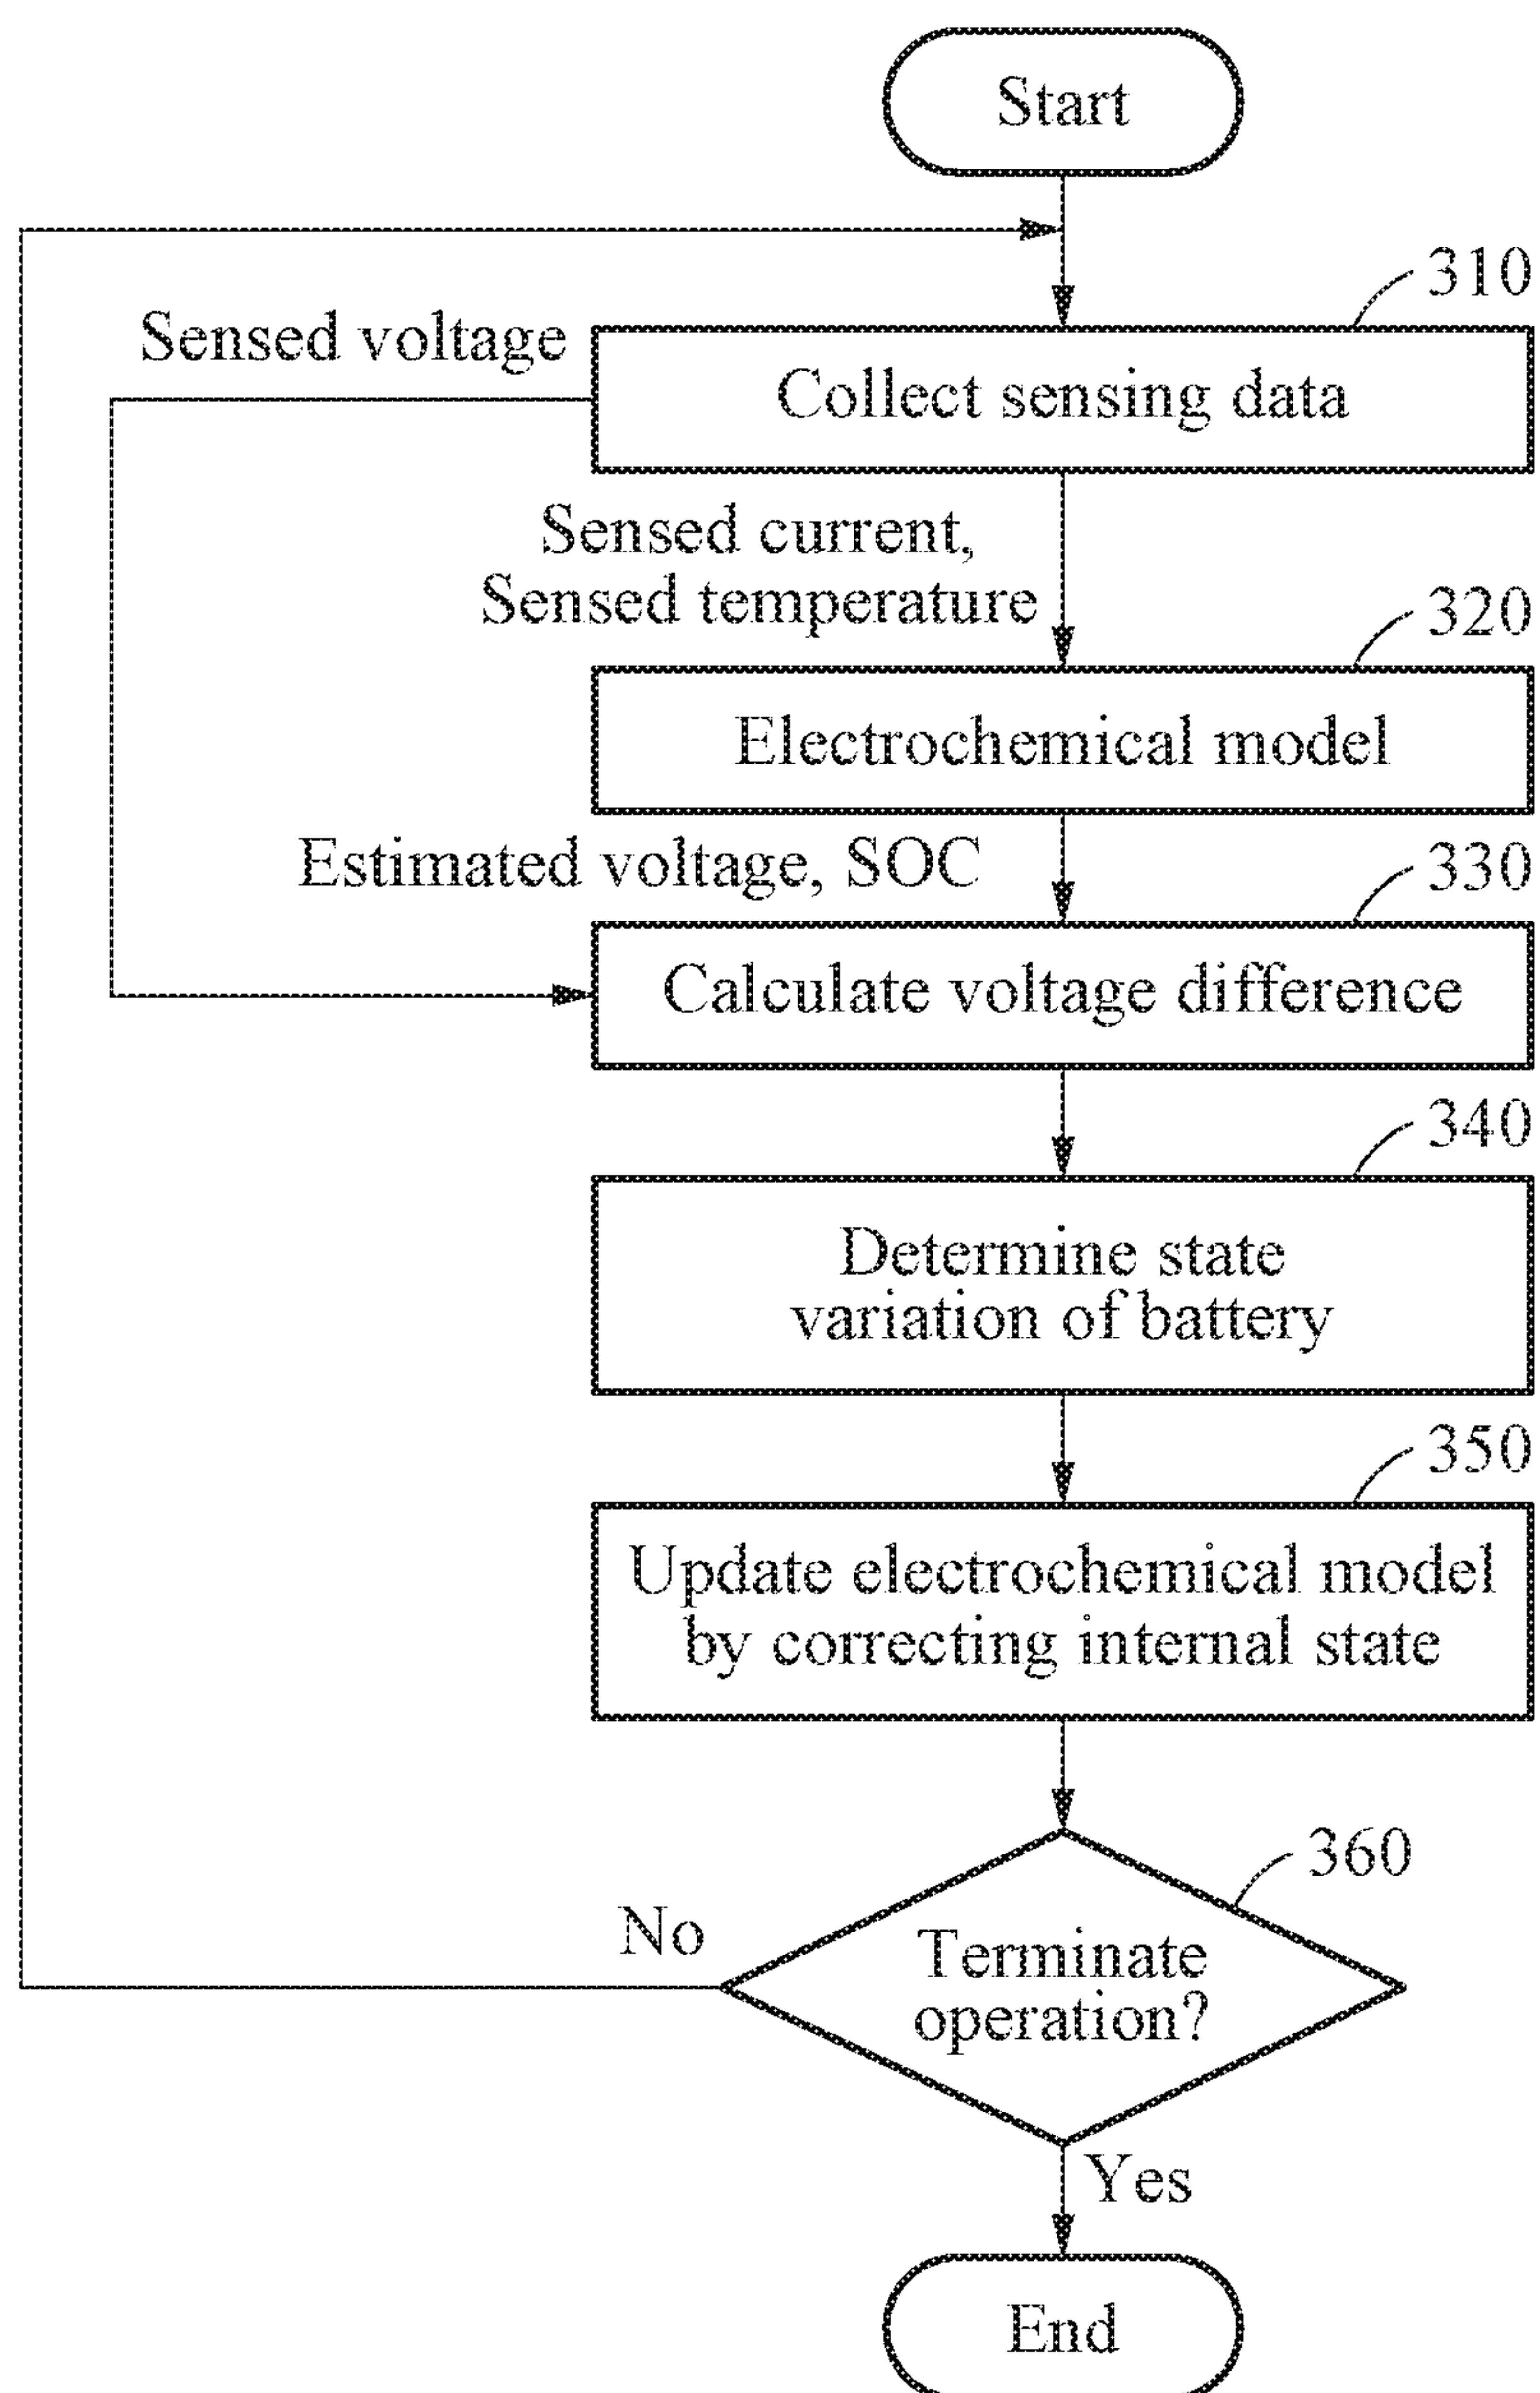 Start
310
Sensed voltage
Collect sensing data
Sensed current,
Sensed temperature
320
Electrochemical model
Estimated voltage, SOC
330
Calculate voltage difference
340
Determine state
variation of battery
350
Update electrochemical model
by correcting internal state
360
No
Terminate
operation?
Yes
End